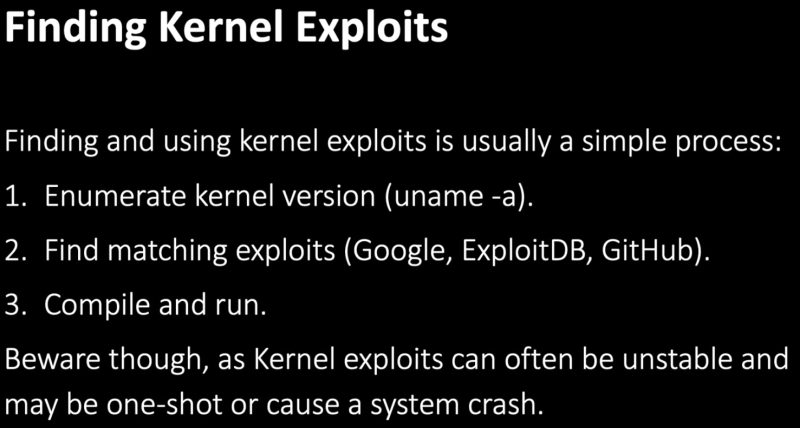 Finding Kernel Exploits
Finding and using kernel exploits is usually a simple process:
1. Enumerate kernel version (uname -a).
2. Find matching exploits (Google, ExploitDB, GitHub).
3. Compile and run.
Beware though, as Kernel exploits can often be unstable and
may be one-shot or cause a system crash.